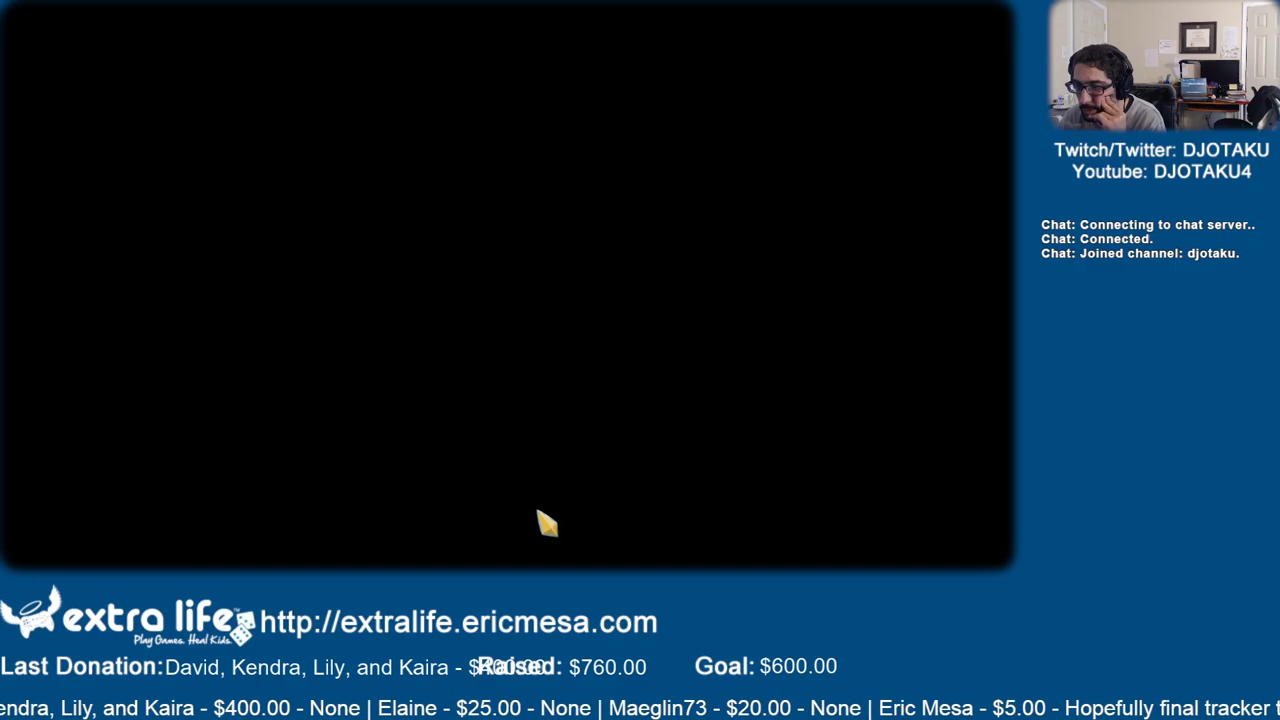 Twitch/Twitter: DJOTAKU
Youtube: DJOTAKU4
Chat: Connecting to chat server..
Chat: Connected.
Chat: Joined channel: djotaku.
extra life
Play Games. Heal Kids.
http://extralife.ericmesa.com
Last Donation: David, Kendra, Lily, and Kaira - $400.00 Raised: $760.00 Goal: $600.00
endra, Lily, and Kaira - $400.00 - None | Elaine - $25.00 - None | Maeglin73 - $20.00 - None | Eric Mesa - $5.00 - Hopefully final tracker